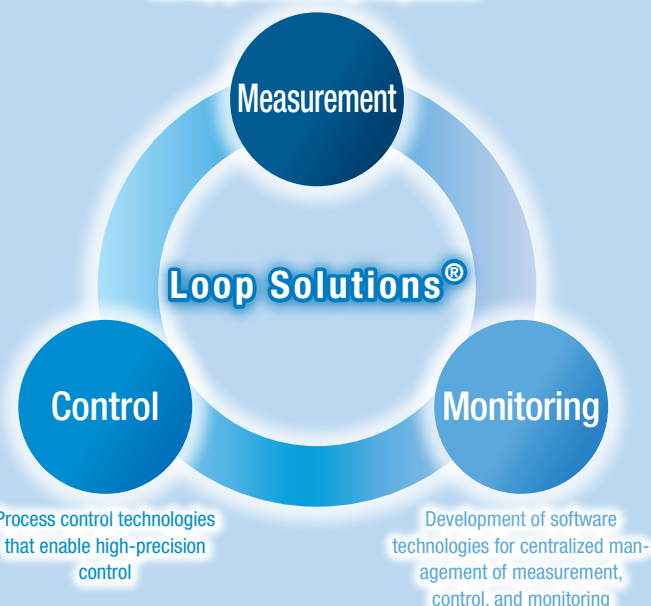 Measurement
Loop Solutions®
Control
Monitoring
Process control technologies
that enable high-precision
control
Development of software
technologies for centralized man-
agement of measurement,
control, and monitoring